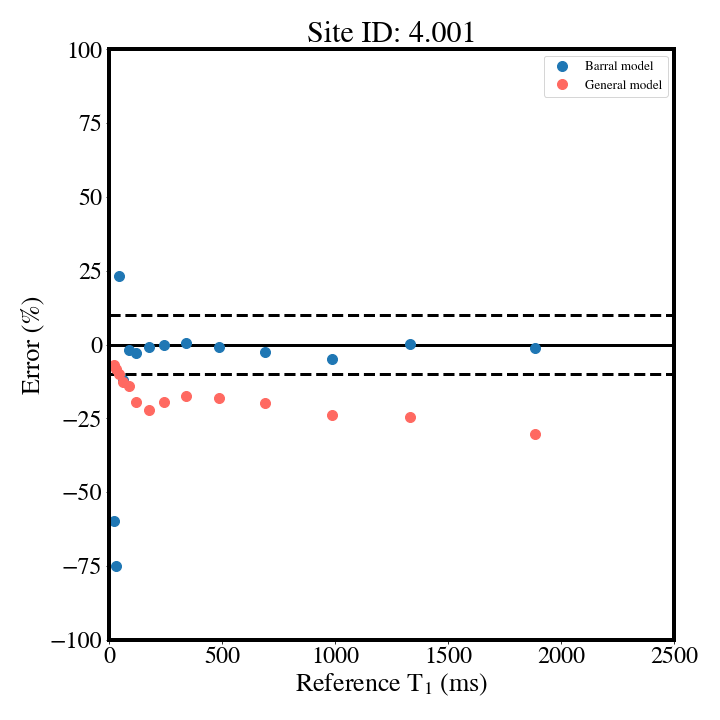 Site ID: 4.001
Barral model
General model
100
75
50
25
0
−25
−50
−75
−100
Error (%)
0 500 1000 1500 2000 2500
Reference T₁ (ms)